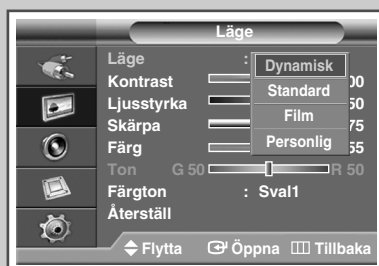 Läge
Läge :
Dynamisk
Standard
Film
Personlig
Kontrast 00
Ljusstyrka 50
Skärpa 75
Färg 55
Ton G 50 R 50
Färgton : Sval1
Återställ
Flytta Öppna Tillbaka